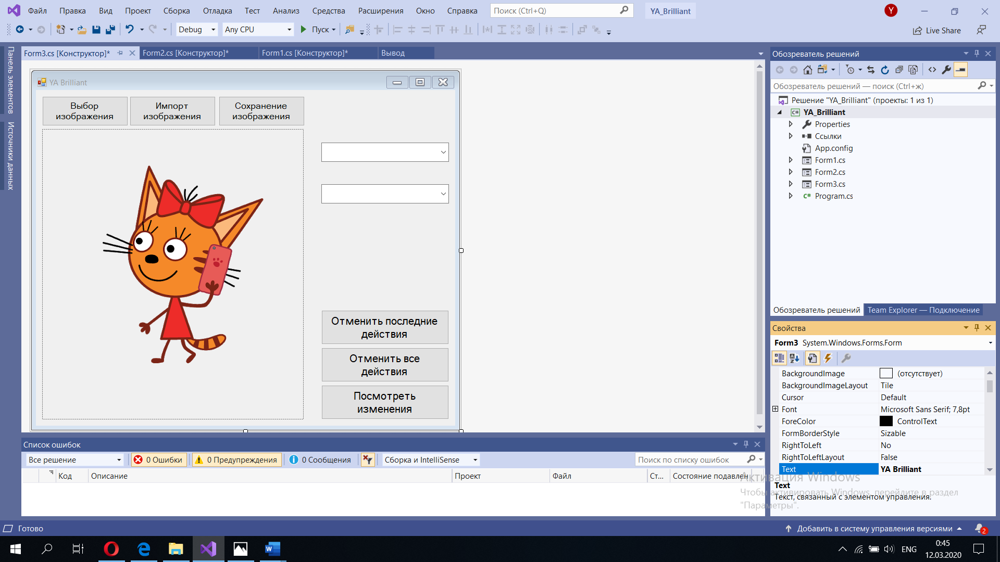 Файл Правка Вид Проект Сборка Отладка Тест Анализ Средства Расширения Окно Справка Поиск (Ctrl+Q) YA_Brilliant Y
Debug Any CPU Пуск Live Share
Form3.cs [Конструктор]* Form2.cs [Конструктор]* Form1.cs [Конструктор]* Вывод
Панель элементов
Источники данных
YA Brilliant
Выбор
изображения
Импорт
изображения
Сохранение
изображения
Отменить последние
действия
Отменить все
действия
Посмотреть
изменения
Обозреватель решений
Обозреватель решений — поиск (Ctrl+ж)
Решение "YA_Brilliant" (проекты: 1 из 1)
C# YA_Brilliant
Properties
Ссылки
App.config
Form1.cs
Form2.cs
Form3.cs
C# Program.cs
Обозреватель решений Team Explorer — Подключение
Свойства
Form3 System.Windows.Forms.Form
BackgroundImage (отсутствует)
BackgroundImageLayout Tile
Cursor Default
Font Microsoft Sans Serif; 7,8pt
ForeColor ControlText
FormBorderStyle Sizable
RightToLeft No
RightToLeftLayout False
Text YA Brilliant
Text
Текст, связанный с элементом управления.
Активация Windows
Чтобы активировать Windows, перейдите в раздел
"Параметры".
Список ошибок
Все решение 0 Ошибки 0 Предупреждения 0 Сообщения Сборка и IntelliSense Поиск по списку ошибок
Код Описание Проект Файл Ст... Состояние подавлен
Готово Добавить в систему управления версиями 2
ENG 0:45
12.03.2020